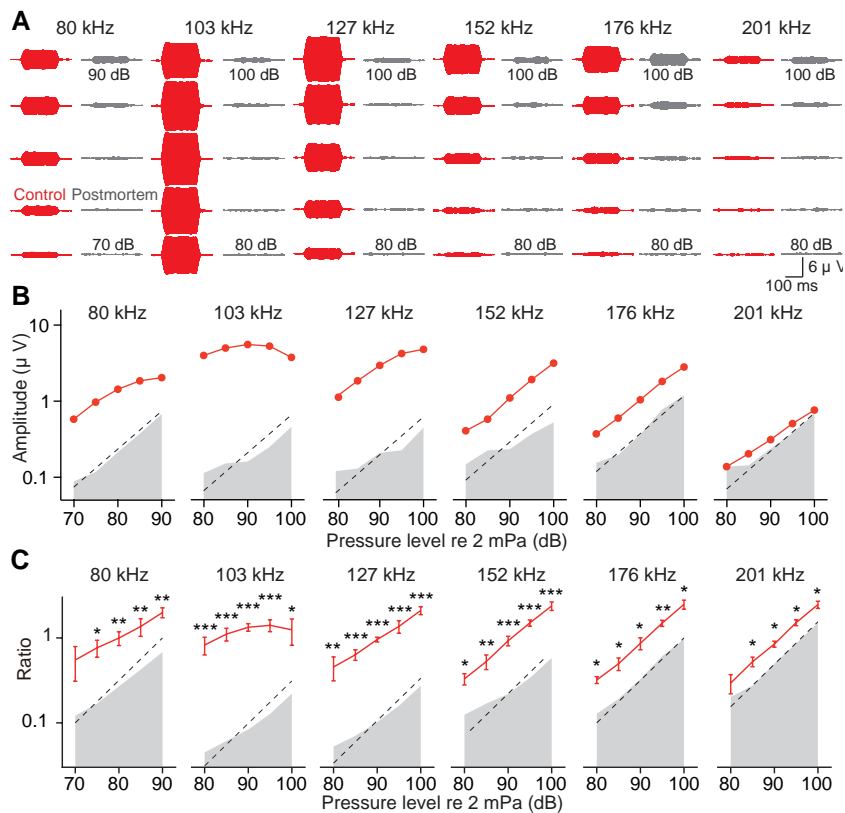 A
80 kHz 103 kHz 127 kHz 152 kHz 176 kHz 201 kHz
90 dB 100 dB 100 dB 100 dB 100 dB 100 dB
Control Postmortem
70 dB 80 dB 80 dB 80 dB 80 dB 80 dB
6 µ V
100 ms
B
80 kHz 103 kHz 127 kHz 152 kHz 176 kHz 201 kHz
Amplitude (µ V)
10
1
0.1
70 80 90 80 90 100 80 90 100 80 90 100 80 90 100 80 90 100
Pressure level re 2 mPa (dB)
C
80 kHz 103 kHz 127 kHz 152 kHz 176 kHz 201 kHz
Ratio
* ** ** **
*** *** *** *** *
** *** *** *** ***
* ** *** *** ***
* * * ** *
* * * *
1
0.1
70 80 90 80 90 100 80 90 100 80 90 100 80 90 100 80 90 100
Pressure level re 2 mPa (dB)